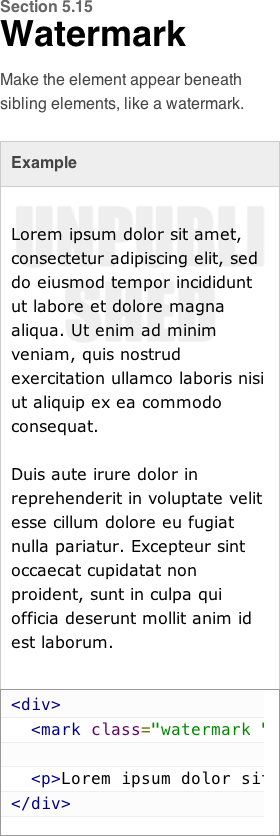 Section 5.15
Watermark
Make the element appear beneath
sibling elements, like a watermark.
Example
UNPUBLI
SHED
Lorem ipsum dolor sit amet,
consectetur adipiscing elit, sed
do eiusmod tempor incididunt
ut labore et dolore magna
aliqua. Ut enim ad minim
veniam, quis nostrud
exercitation ullamco laboris nisi
ut aliquip ex ea commodo
consequat.
Duis aute irure dolor in
reprehenderit in voluptate velit
esse cillum dolore eu fugiat
nulla pariatur. Excepteur sint
occaecat cupidatat non
proident, sunt in culpa qui
officia deserunt mollit anim id
est laborum.
<div>
<mark class="watermark "
<p>Lorem ipsum dolor sit
</div>